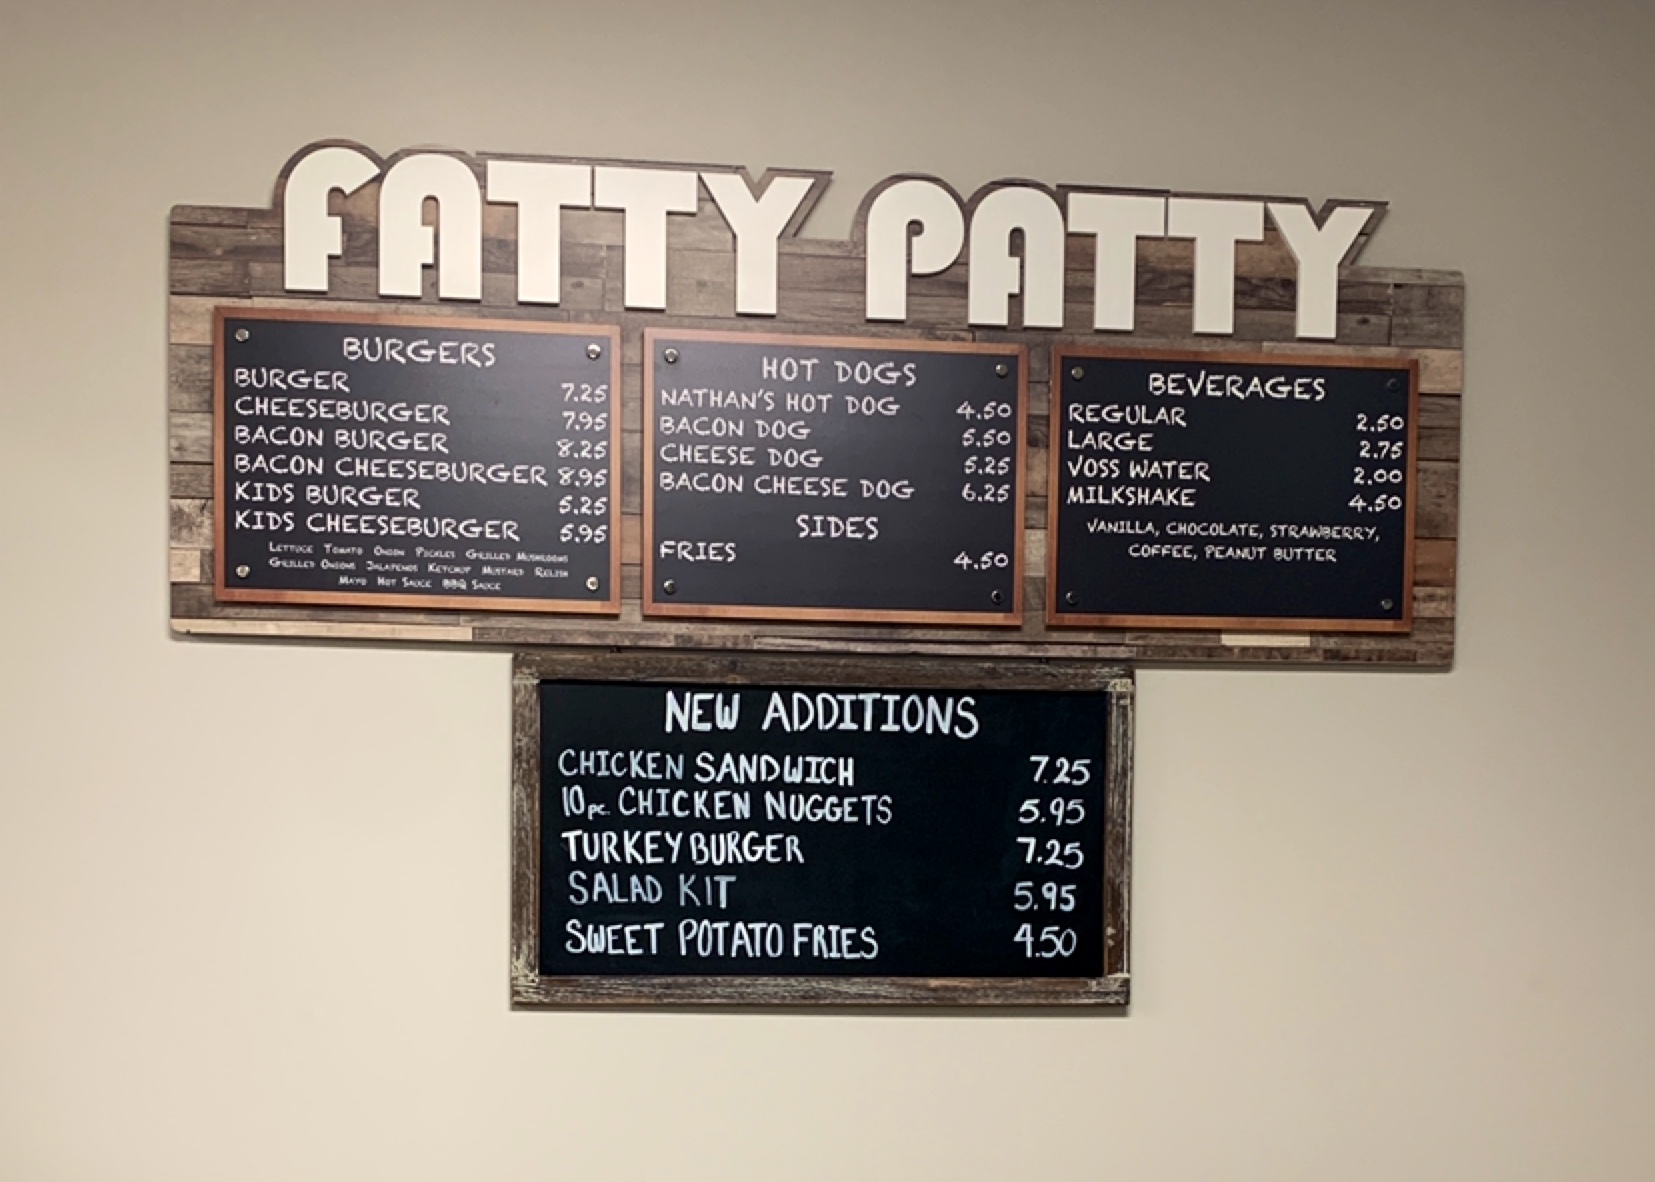 FATTY PATTY
BURGERS
BURGER 7.25
CHEESEBURGER 7.95
BACON BURGER 8.25
BACON CHEESEBURGER 8.95
KIDS BURGER 5.25
KIDS CHEESEBURGER 5.95
LETTUCE TOMATO ONION PICKLES GRILLED MUSHROOMS
GRILLED ONIONS JALAPENOS KETCHUP MUSTARD RELISH
MAYO HOT SAUCE BBQ SAUCE
HOT DOGS
NATHAN'S HOT DOG 4.50
BACON DOG 5.50
CHEESE DOG 5.25
BACON CHEESE DOG 6.25
SIDES
FRIES 4.50
BEVERAGES
REGULAR 2.50
LARGE 2.75
VOSS WATER 2.00
MILKSHAKE 4.50
VANILLA, CHOCOLATE, STRAWBERRY,
COFFEE, PEANUT BUTTER
NEW ADDITIONS
CHICKEN SANDWICH 7.25
10pc. CHICKEN NUGGETS 5.95
TURKEY BURGER 7.25
SALAD KIT 5.95
SWEET POTATO FRIES 4.50